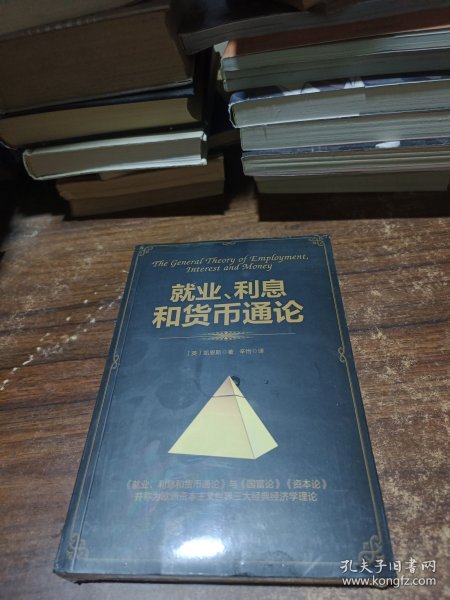 The General Theory of Employment,
Interest and Money
就业、利息
和货币通论
［英］凯恩斯◎著 辛怡◎译
《就业、利息和货币通论》与《国富论》《资本论》
并称为欧洲资本主义世界三大经典经济学理论
孔夫子旧书网
www.kongfz.com